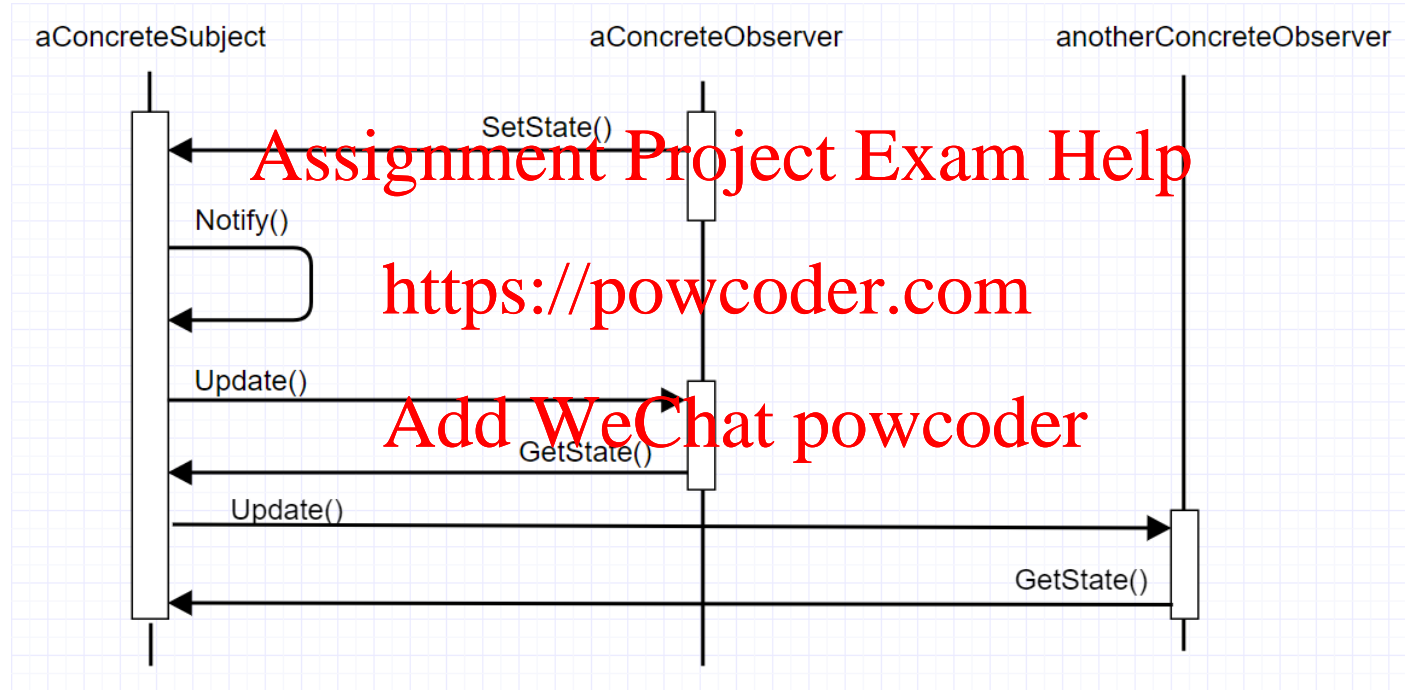 aConcreteSubject aConcreteObserver anotherConcreteObserver
SetState()
Assignment Project Exam Help
Notify()
https://powcoder.com
Update()
Add WeChat powcoder
GetState()
Update()
GetState()